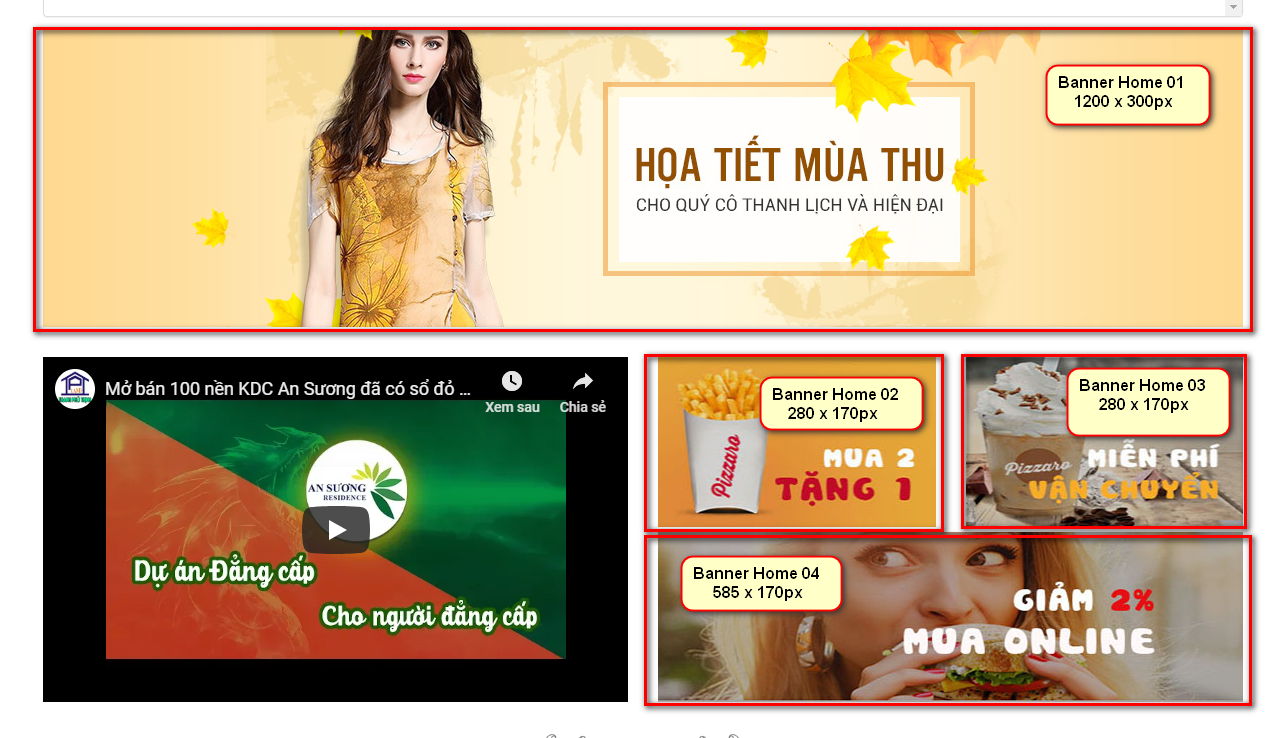 Banner Home 01
1200 x 300px
HỌA TIẾT MÙA THU
CHO QUÝ CÔ THANH LỊCH VÀ HIỆN ĐẠI
Mở bán 100 nền KDC An Sương đã có sổ đỏ ...
Xem sau
Chia sẻ
AN SƯƠNG
RESIDENCE
Dự án Đẳng cấp
Cho người đẳng cấp
Banner Home 02
280 x 170px
Pizzaro
MUA 2
TẶNG 1
Banner Home 03
280 x 170px
Pizzaro
MIỄN PHÍ
VẬN CHUYỂN
Banner Home 04
585 x 170px
GIẢM 2%
MUA ONLINE